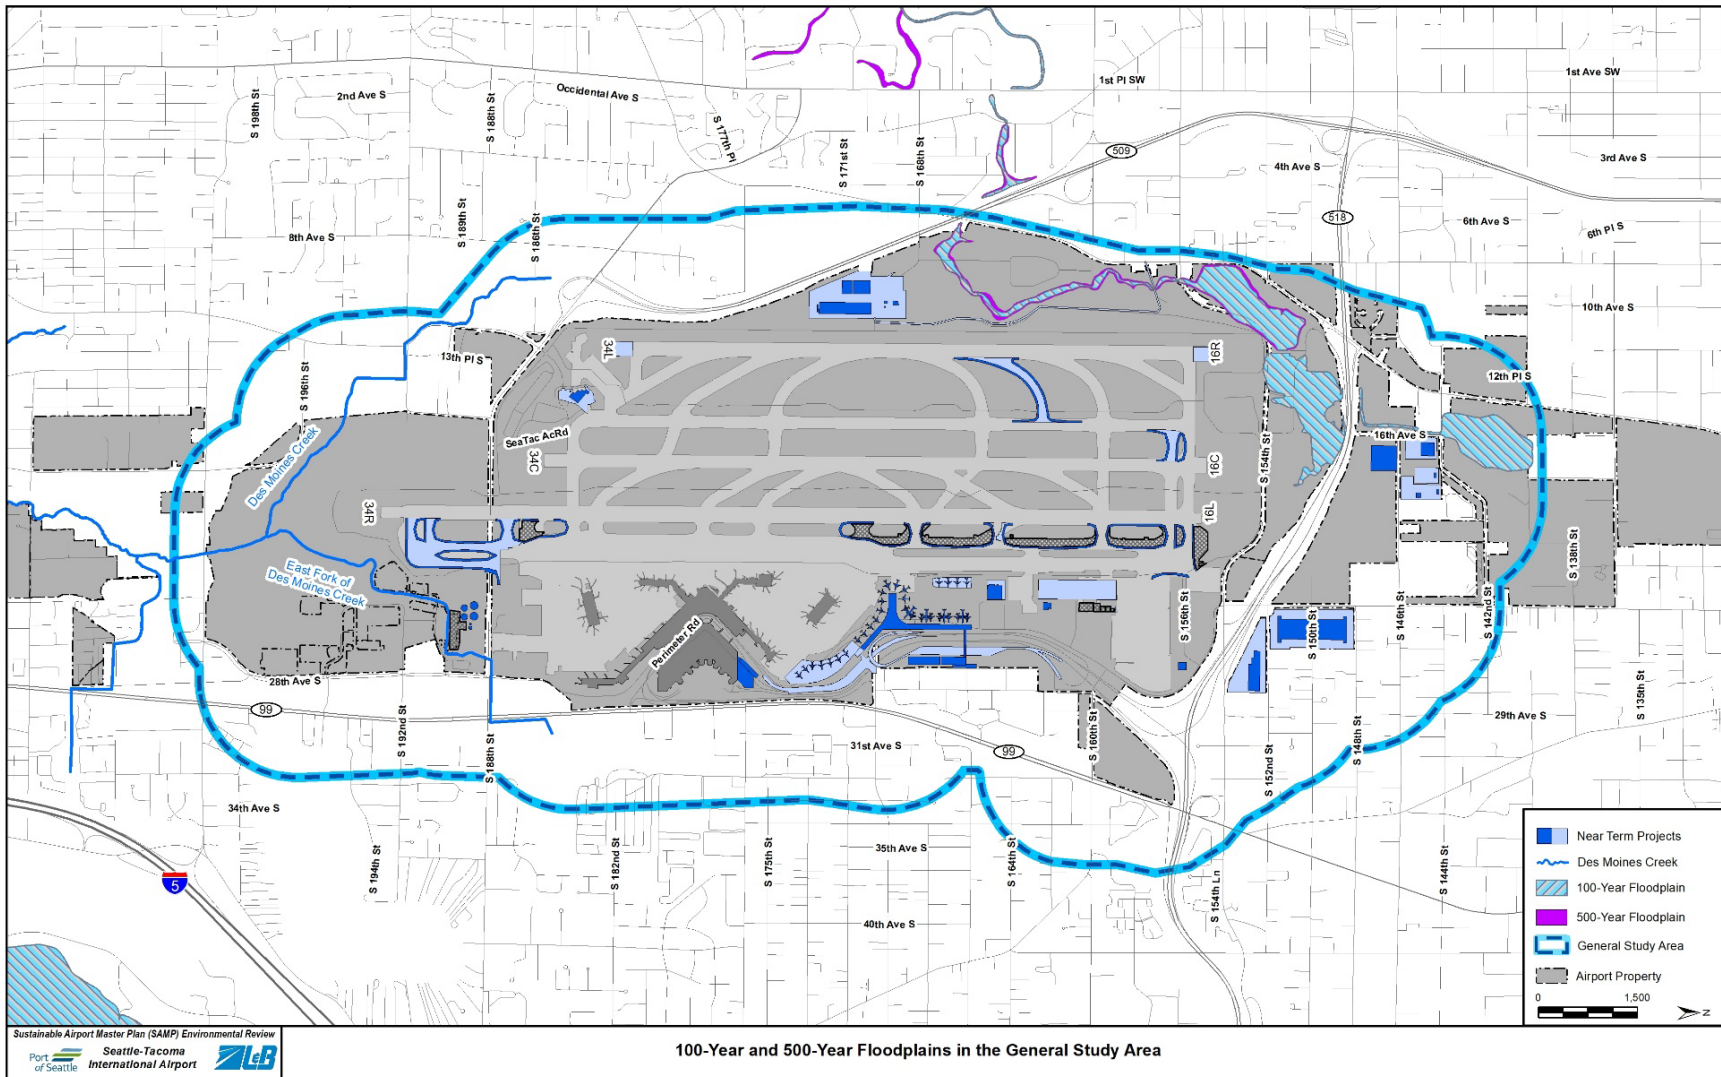 1st Pl SW
1st Ave SW
2nd Ave S
Occidental Ave S
S 198th St
S 188th St
S 177th Pl
S 171st St
S 168th St
509
4th Ave S
3rd Ave S
518
6th Ave S
6th Pl S
8th Ave S
S 189th St
S 186th St
10th Ave S
13th Pl S
34L
16R
12th Pl S
S 196th St
SeaTac AcRd
34C
16C
S 154th St
16th Ave S
Des Moines Creek
34R
16L
S 138th St
East Fork of
Des Moines Creek
Perimeter Rd
S 156th St
S 150th St
S 146th St
S 142nd St
28th Ave S
99
S 192nd St
S 188th St
31st Ave S
99
S 160th St
S 152nd St
S 148th St
29th Ave S
S 135th St
34th Ave S
S 194th St
S 182nd St
S 175th St
35th Ave S
S 164th St
S 154th Ln
S 144th St
40th Ave S
5
Near Term Projects
Des Moines Creek
100-Year Floodplain
500-Year Floodplain
General Study Area
Airport Property
0 1,500
N
Sustainable Airport Master Plan (SAMP) Environmental Review
Port
of Seattle
Seattle-Tacoma
International Airport
L&B
100-Year and 500-Year Floodplains in the General Study Area